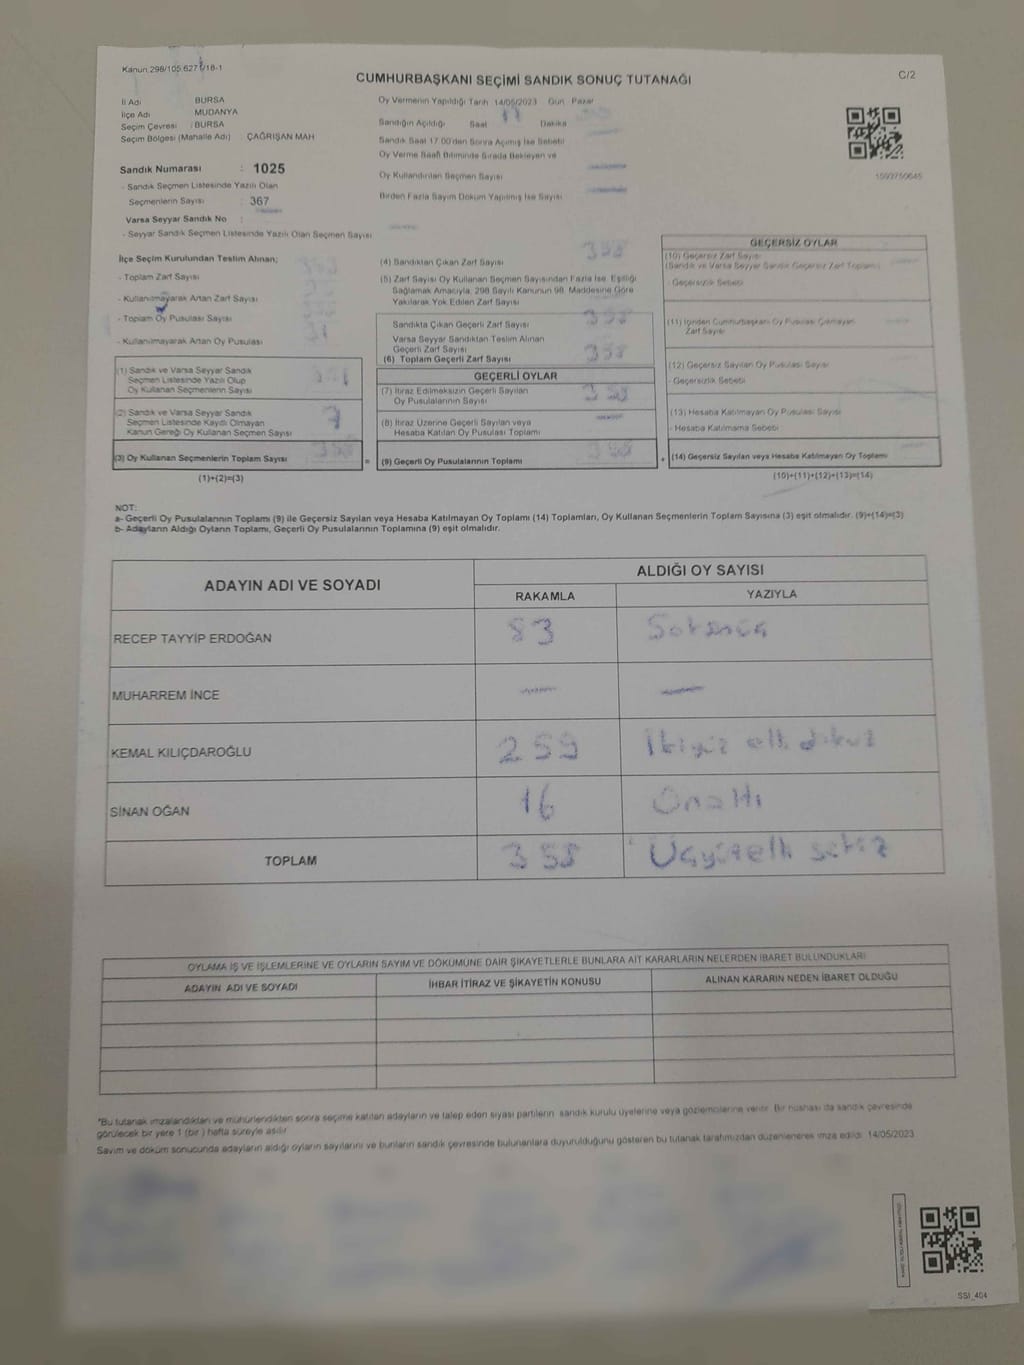 Kanun 298/105.627 /18-1
CUMHURBAŞKANI SEÇİMİ SANDIK SONUÇ TUTANAĞI
C/2
İl Adı BURSA
İlçe Adı MUDANYA
Seçim Çevresi : BURSA
Seçim Bölgesi (Mahalle Adı) : ÇAĞRIŞAN MAH
Oy Vermenin Yapıldığı Tarih 14/05/2023 Gün Pazar
Sandığın Açıldığı Saat Dakika
Sandık Saat 17.00'den Sonra Açılmış İse Sebebi
Oy Verme Saati Bitiminde Sırada Bekleyen ve
Oy Kullandırılan Seçmen Sayısı
Birden Fazla Sayım Döküm Yapılmış İse Sayısı
1593750645
Sandık Numarası : 1025
- Sandık Seçmen Listesinde Yazılı Olan
Seçmenlerin Sayısı : 367
Varsa Seyyar Sandık No :
- Seyyar Sandık Seçmen Listesinde Yazılı Olan Seçmen Sayısı
İlçe Seçim Kurulundan Teslim Alınan;
- Toplam Zarf Sayısı
- Kullanılmayarak Artan Zarf Sayısı
- Toplam Oy Pusulası Sayısı
- Kullanılmayarak Artan Oy Pusulası
(1) Sandık ve Varsa Seyyar Sandık
Seçmen Listesinde Yazılı Olup
Oy Kullanan Seçmenlerin Sayısı 351
(2) Sandık ve Varsa Seyyar Sandık
Seçmen Listesinde Kaydı Olmayan
Kanun Gereği Oy Kullanan Seçmen Sayısı 7
(3) Oy Kullanan Seçmenlerin Toplam Sayısı 358 =
(1)+(2)=(3)
(4) Sandıktan Çıkan Zarf Sayısı 358
(5) Zarf Sayısı Oy Kullanan Seçmen Sayısından Fazla İse, Eşitliği
Sağlamak Amacıyla, 298 Sayılı Kanunun 98. Maddesine Göre
Yakılarak Yok Edilen Zarf Sayısı
Sandıkta Çıkan Geçerli Zarf Sayısı 358
Varsa Seyyar Sandıktan Teslim Alınan
Geçerli Zarf Sayısı
(6) Toplam Geçerli Zarf Sayısı 358
GEÇERLİ OYLAR
(7) İtiraz Edilmeksizin Geçerli Sayılan
Oy Pusulalarının Sayısı 358
(8) İtiraz Üzerine Geçerli Sayılan veya
Hesaba Katılan Oy Pusulası Toplamı
(9) Geçerli Oy Pusulalarının Toplamı 358 +
GEÇERSİZ OYLAR
(10) Geçersiz Zarf Sayısı
(Sandık ve Varsa Seyyar Sandık Geçersiz Zarf Toplamı)
- Geçersizlik Sebebi
(11) İçinden Cumhurbaşkanı Oy Pusulası Çıkmayan
Zarf Sayısı
(12) Geçersiz Sayılan Oy Pusulası Sayısı
- Geçersizlik Sebebi
(13) Hesaba Katılmayan Oy Pusulası Sayısı
- Hesaba Katılmama Sebebi
(14) Geçersiz Sayılan veya Hesaba Katılmayan Oy Toplamı
(10)+(11)+(12)+(13)=(14)
NOT:
a- Geçerli Oy Pusulalarının Toplamı (9) ile Geçersiz Sayılan veya Hesaba Katılmayan Oy Toplamı (14) Toplamları, Oy Kullanan Seçmenlerin Toplam Sayısına (3) eşit olmalıdır. (9)+(14)=(3)
b- Adayların Aldığı Oyların Toplamı, Geçerli Oy Pusulalarının Toplamına (9) eşit olmalıdır.
ADAYIN ADI VE SOYADI
ALDIĞI OY SAYISI
RAKAMLA YAZIYLA
RECEP TAYYİP ERDOĞAN 83
MUHARREM İNCE — —
KEMAL KILIÇDAROĞLU 259 İkiyüz elli dokuz
SİNAN OĞAN 16 Onaltı
TOPLAM 358 Üçyüzelli sekiz
OYLAMA İŞ VE İŞLEMLERİNE VE OYLARIN SAYIM VE DÖKÜMÜNE DAİR ŞİKAYETLERLE BUNLARA AİT KARARLARIN NELERDEN İBARET BULUNDUKLARI
ADAYIN ADI VE SOYADI İHBAR İTİRAZ VE ŞİKAYETİN KONUSU ALINAN KARARIN NEDEN İBARET OLDUĞU
*Bu tutanak imzalandıktan ve mühürlendikten sonra seçime katılan adayların ve talep eden siyasi partilerin sandık kurulu üyelerine veya gözlemcilerine verilir. Bir nüshası da sandık çevresinde
görülecek bir yere 1 (bir ) hafta süreyle asılır.
Sayım ve döküm sonucunda adayların aldığı oyların sayılarını ve bunların sandık çevresinde bulunanlara duyurulduğunu gösteren bu tutanak tarafımızdan düzenlenerek imza edildi. 14/05/2023
SSİ_404